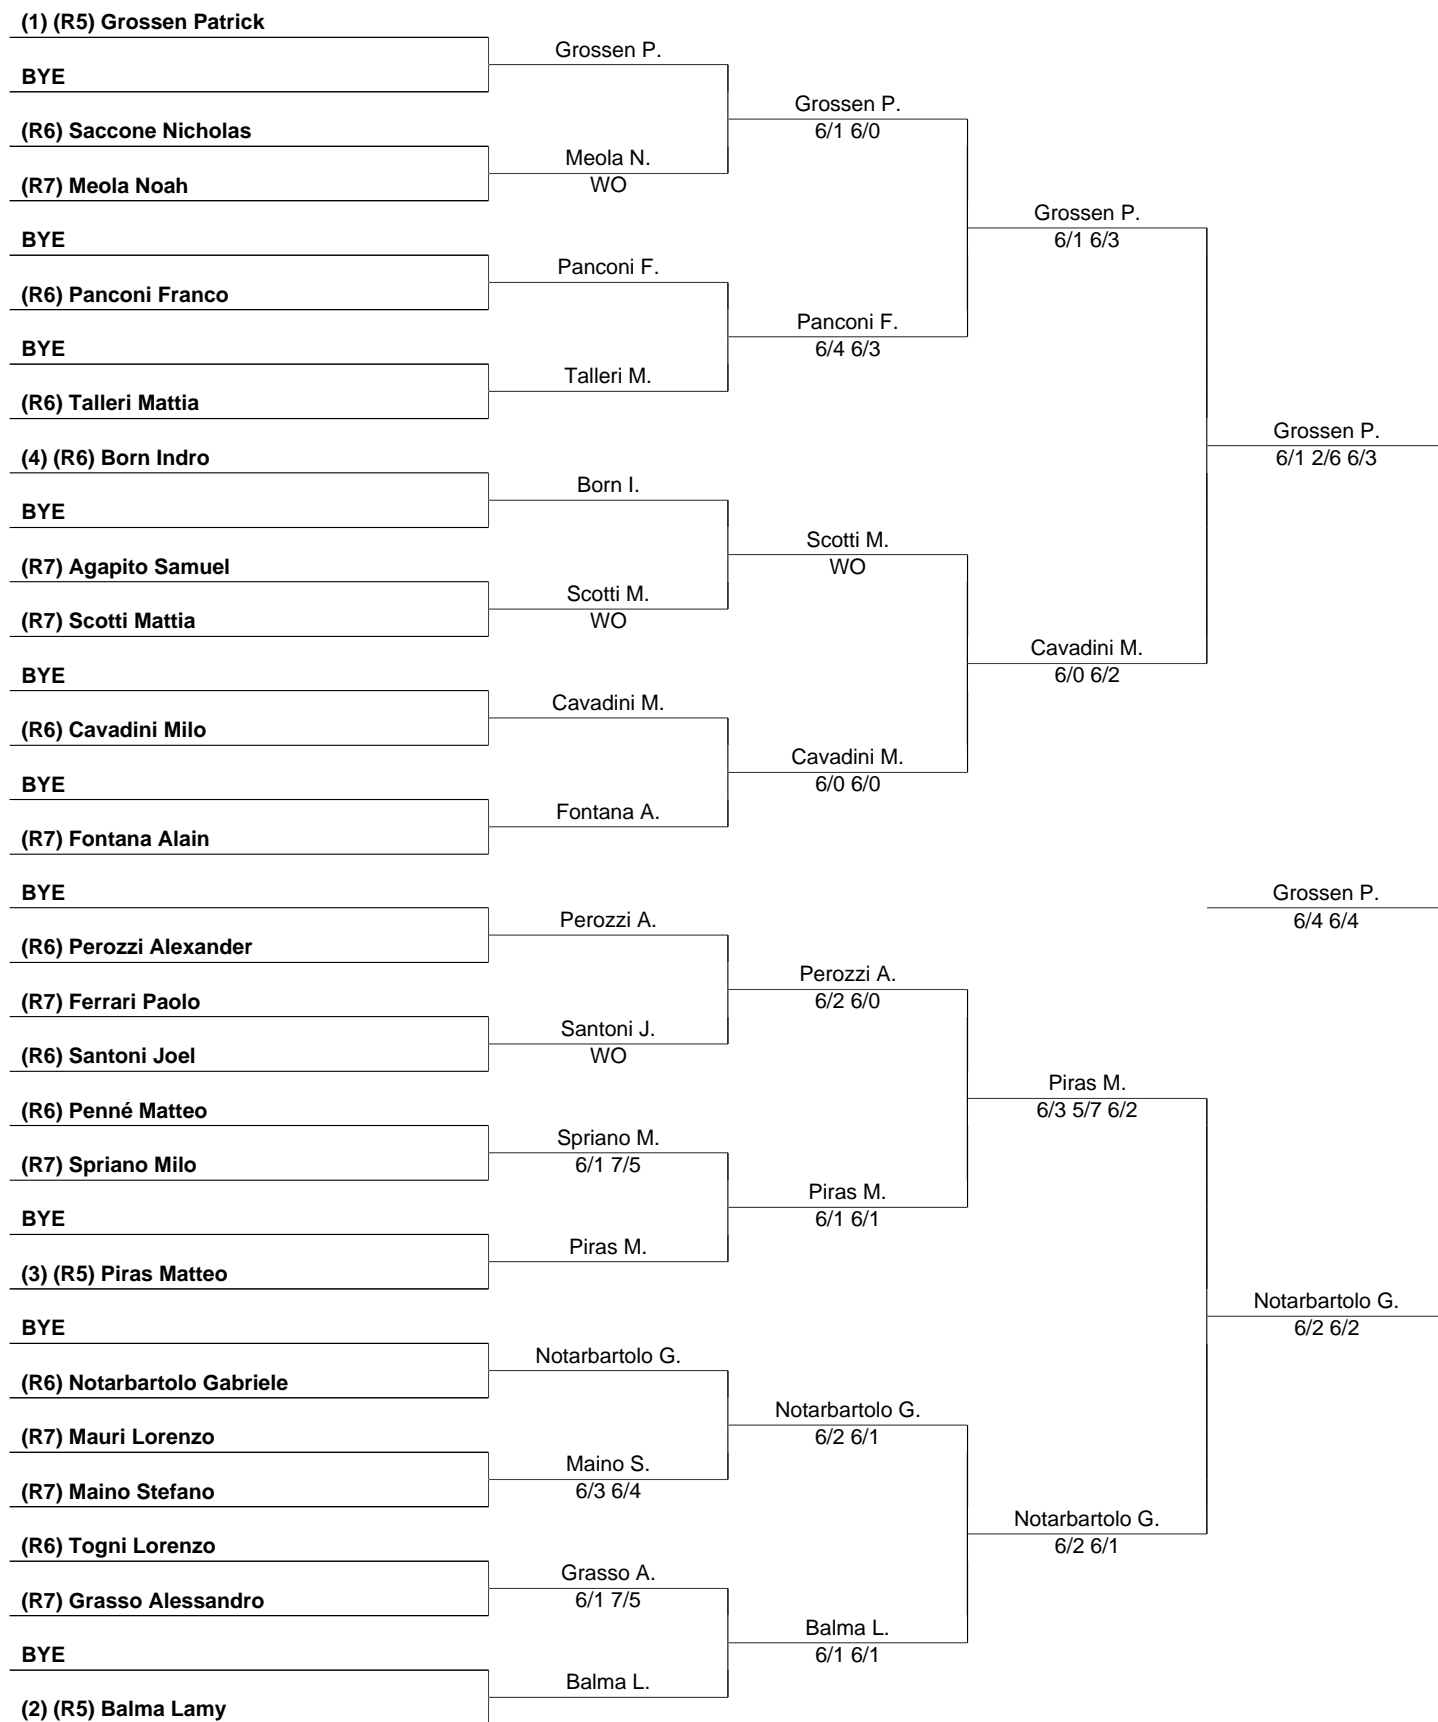 (1) (R5) Grossen Patrick
BYE
(R6) Saccone Nicholas
(R7) Meola Noah
BYE
(R6) Panconi Franco
BYE
(R6) Talleri Mattia
(4) (R6) Born Indro
BYE
(R7) Agapito Samuel
(R7) Scotti Mattia
BYE
(R6) Cavadini Milo
BYE
(R7) Fontana Alain
BYE
(R6) Perozzi Alexander
(R7) Ferrari Paolo
(R6) Santoni Joel
(R6) Penné Matteo
(R7) Spriano Milo
BYE
(3) (R5) Piras Matteo
BYE
(R6) Notarbartolo Gabriele
(R7) Mauri Lorenzo
(R7) Maino Stefano
(R6) Togni Lorenzo
(R7) Grasso Alessandro
BYE
(2) (R5) Balma Lamy
Grossen P.
Meola N.
WO
Panconi F.
Talleri M.
Born I.
Scotti M.
WO
Cavadini M.
Fontana A.
Perozzi A.
Santoni J.
WO
Spriano M.
6/1 7/5
Piras M.
Notarbartolo G.
Maino S.
6/3 6/4
Grasso A.
6/1 7/5
Balma L.
Grossen P.
6/1 6/0
Panconi F.
6/4 6/3
Scotti M.
WO
Cavadini M.
6/0 6/0
Perozzi A.
6/2 6/0
Piras M.
6/1 6/1
Notarbartolo G.
6/2 6/1
Balma L.
6/1 6/1
Grossen P.
6/1 6/3
Cavadini M.
6/0 6/2
Piras M.
6/3 5/7 6/2
Notarbartolo G.
6/2 6/1
Grossen P.
6/1 2/6 6/3
Grossen P.
6/4 6/4
Notarbartolo G.
6/2 6/2